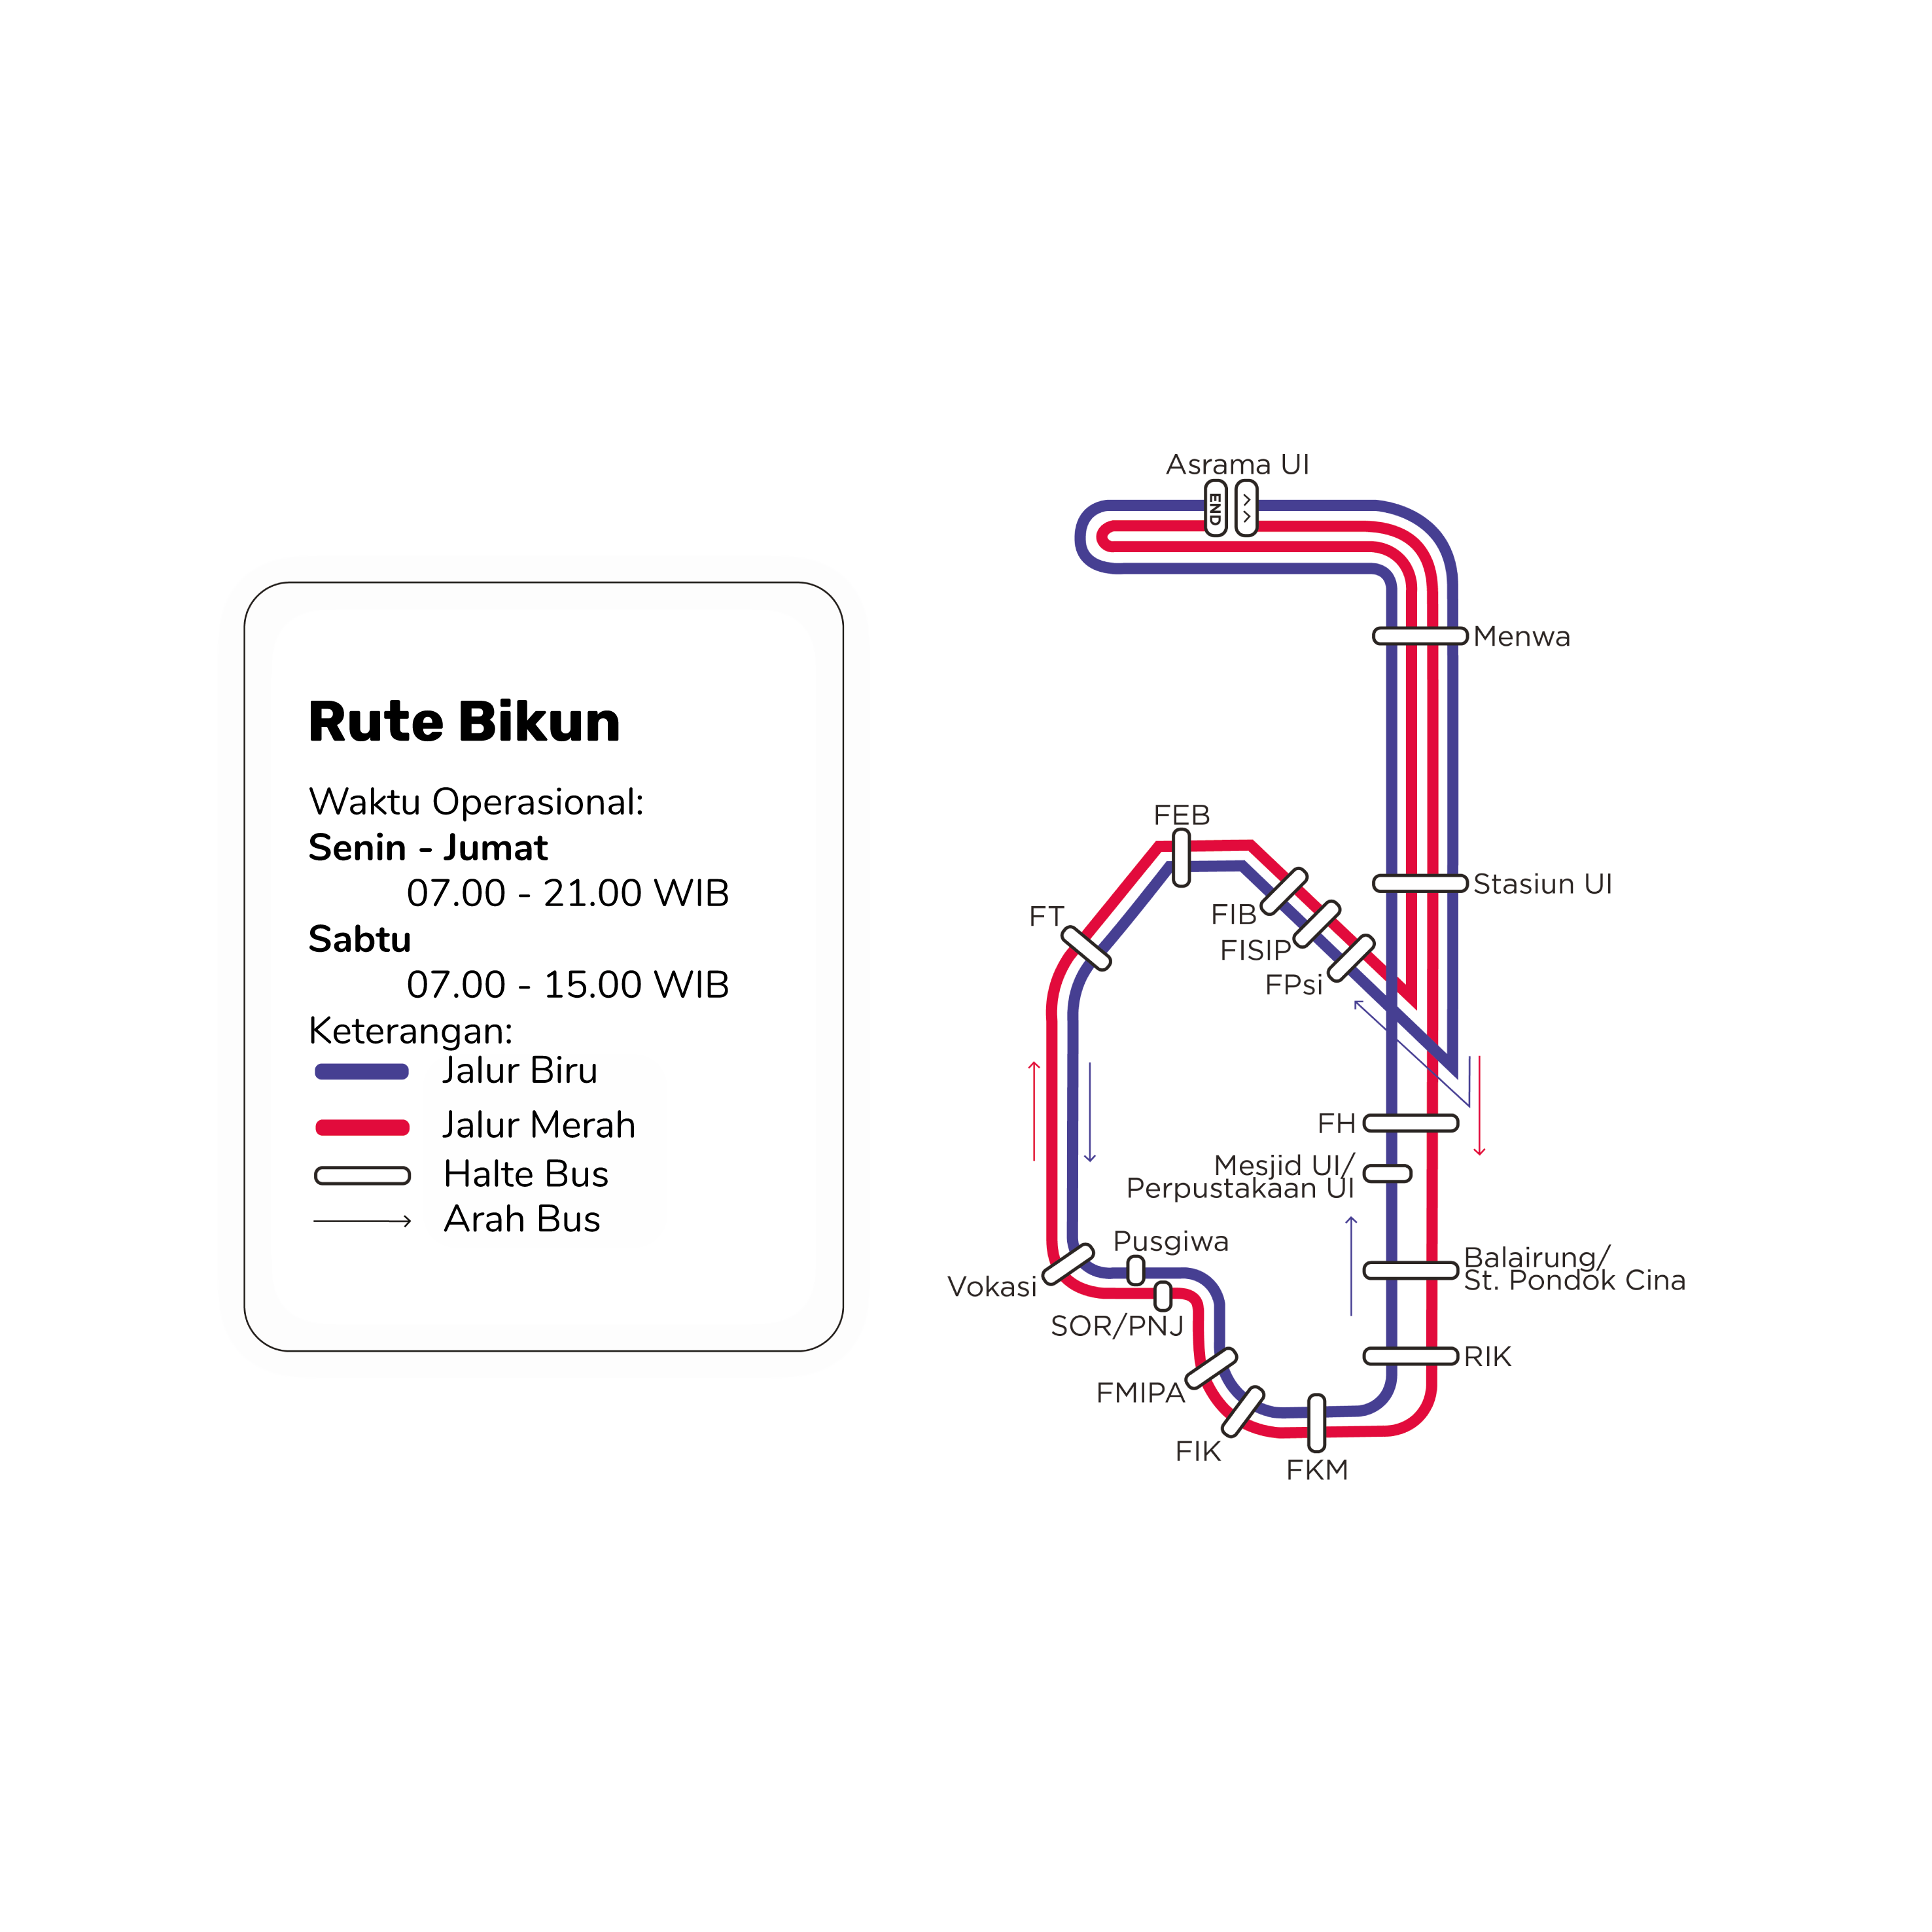 Rute Bikun
Waktu Operasional:
Senin - Jumat
07.00 - 21.00 WIB
Sabtu
07.00 - 15.00 WIB
Keterangan:
Jalur Biru
Jalur Merah
Halte Bus
Arah Bus
Asrama UI
END
Menwa
Stasiun UI
FEB
FIB
FT
FISIP
FPsi
FH
Mesjid UI/
Perpustakaan UI
Pusgiwa
Balairung/
St. Pondok Cina
Vokasi
SOR/PNJ
RIK
FMIPA
FIK
FKM